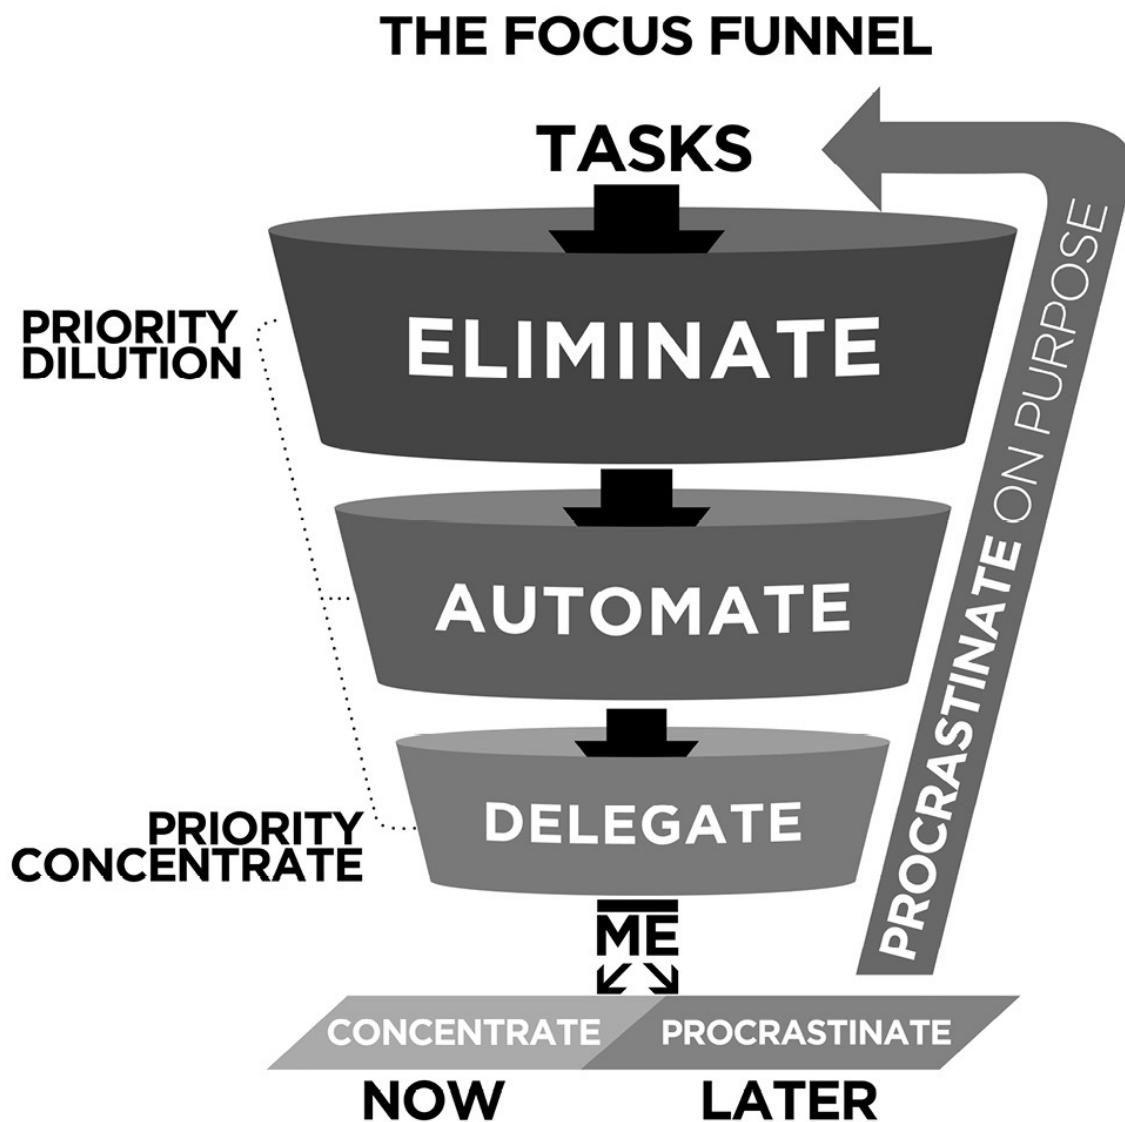 THE FOCUS FUNNEL
TASKS
PRIORITY
DILUTION
ELIMINATE
AUTOMATE
DELEGATE
PRIORITY
CONCENTRATE
PROCRASTINATE ON PURPOSE
ME
CONCENTRATE
PROCRASTINATE
NOW
LATER